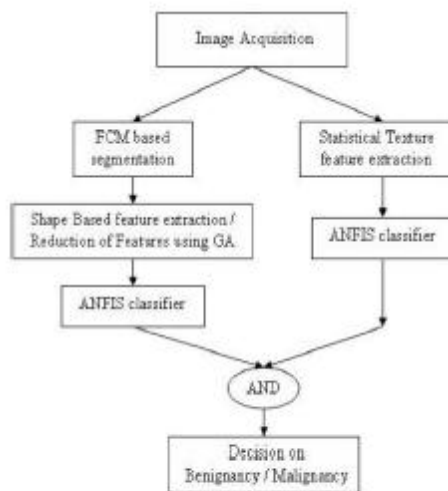 Image Acquisition
FCM based
segmentation
Statistical Texture
feature extraction
Shape Based feature extraction /
Reduction of Features using GA
ANFIS classifier
ANFIS classifier
AND
Decision on
Benignancy / Malignancy